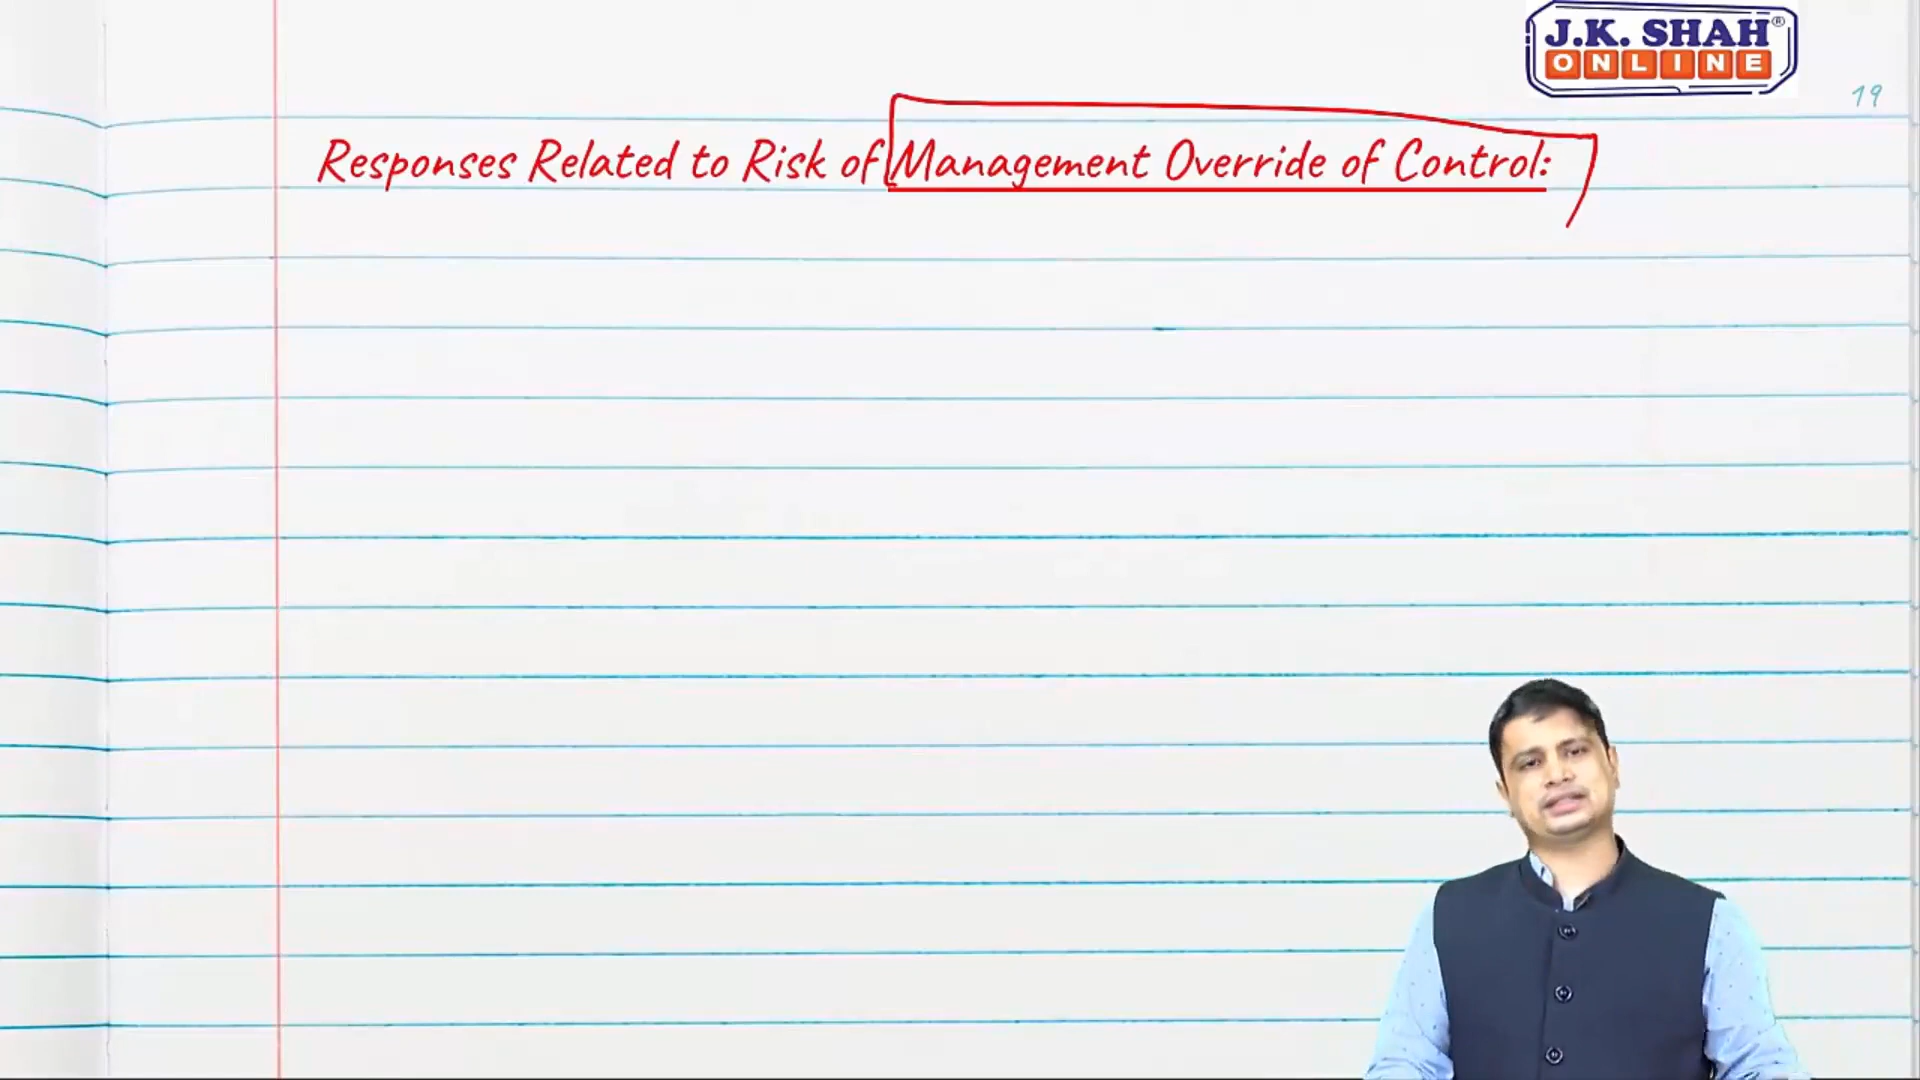 J.K. SHAH®
ONLINE
19
Responses Related to Risk of Management Override of Control: